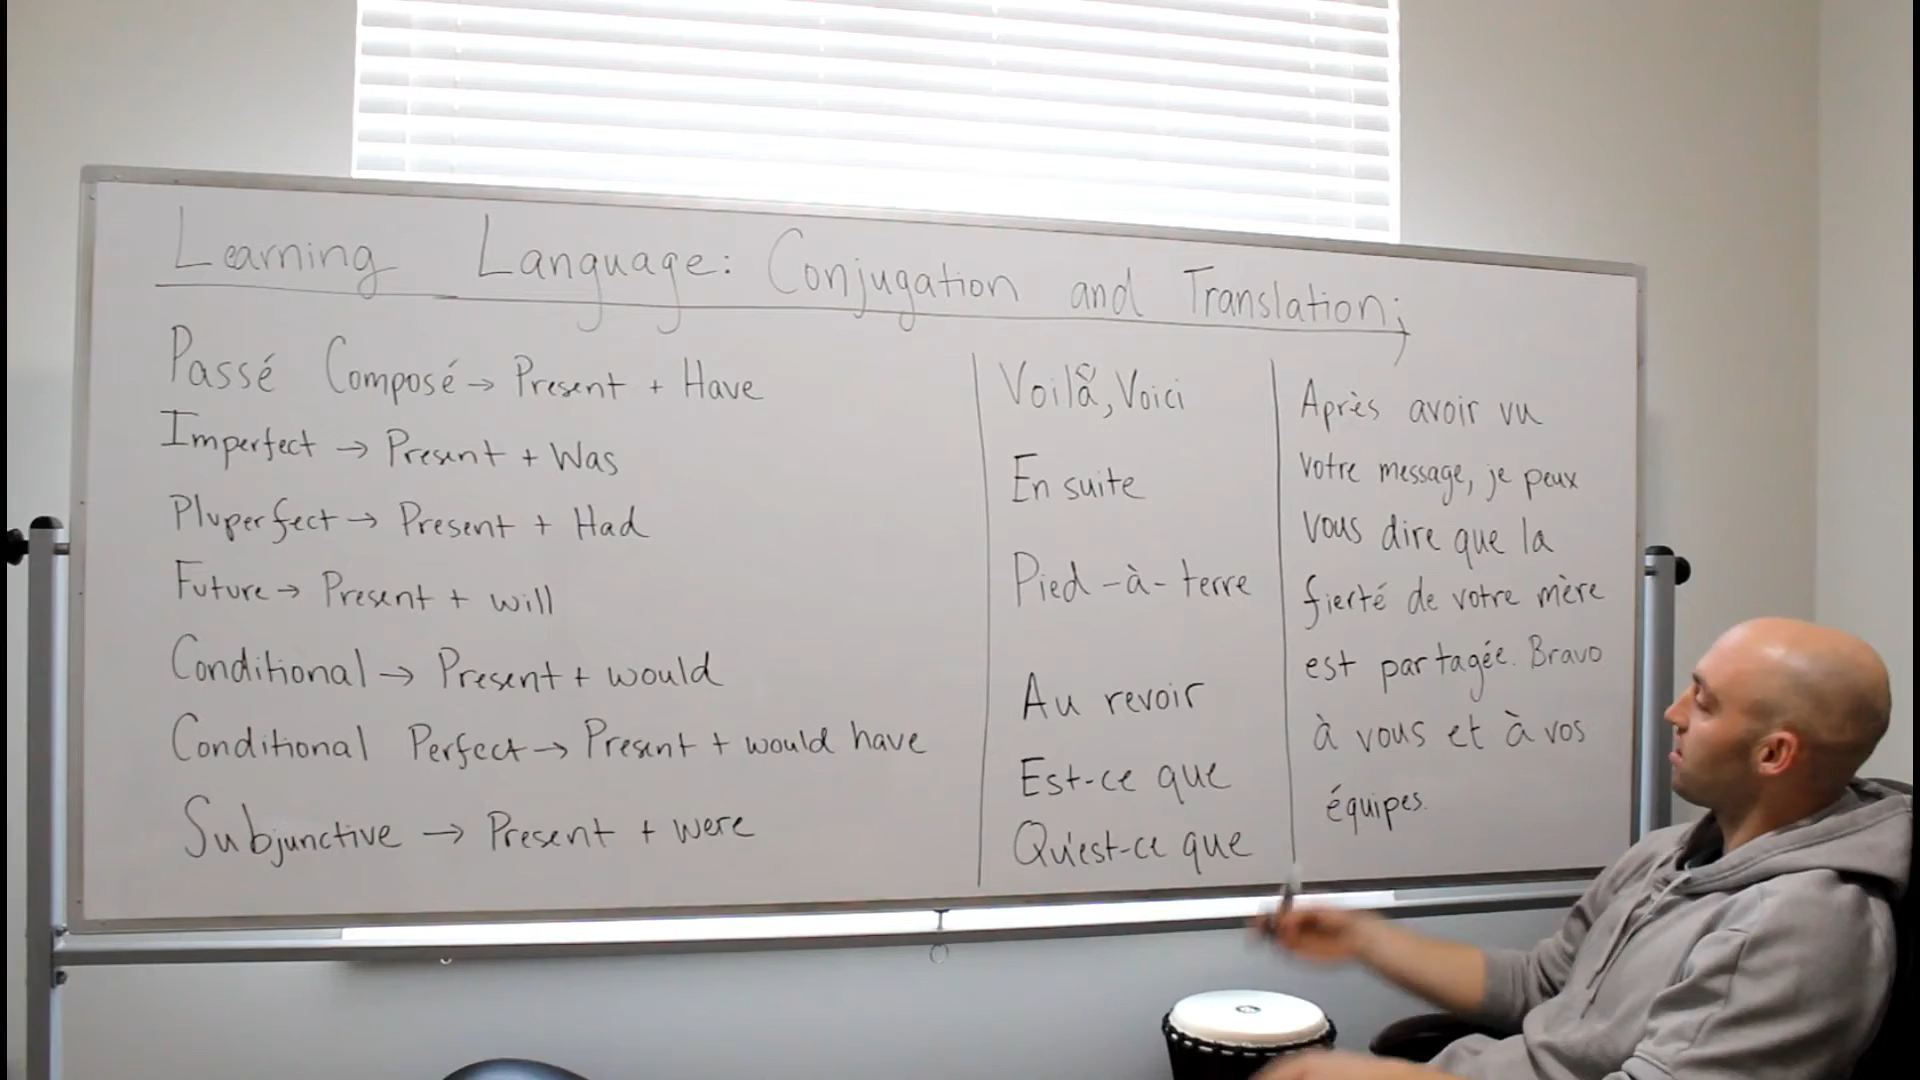 Learning Language: Conjugation and Translation;
Passé Composé → Present + Have
Imperfect → Present + Was
Pluperfect → Present + Had
Future → Present + will
Conditional → Present + would
Conditional Perfect → Present + would have
Subjunctive → Present + were
Voilà, Voici
En suite
Pied-à-terre
Au revoir
Est-ce que
Qu'est-ce que
Après avoir vu
votre message, je peux
vous dire que la
fierté de votre mère
est partagée. Bravo
à vous et à vos
équipes.